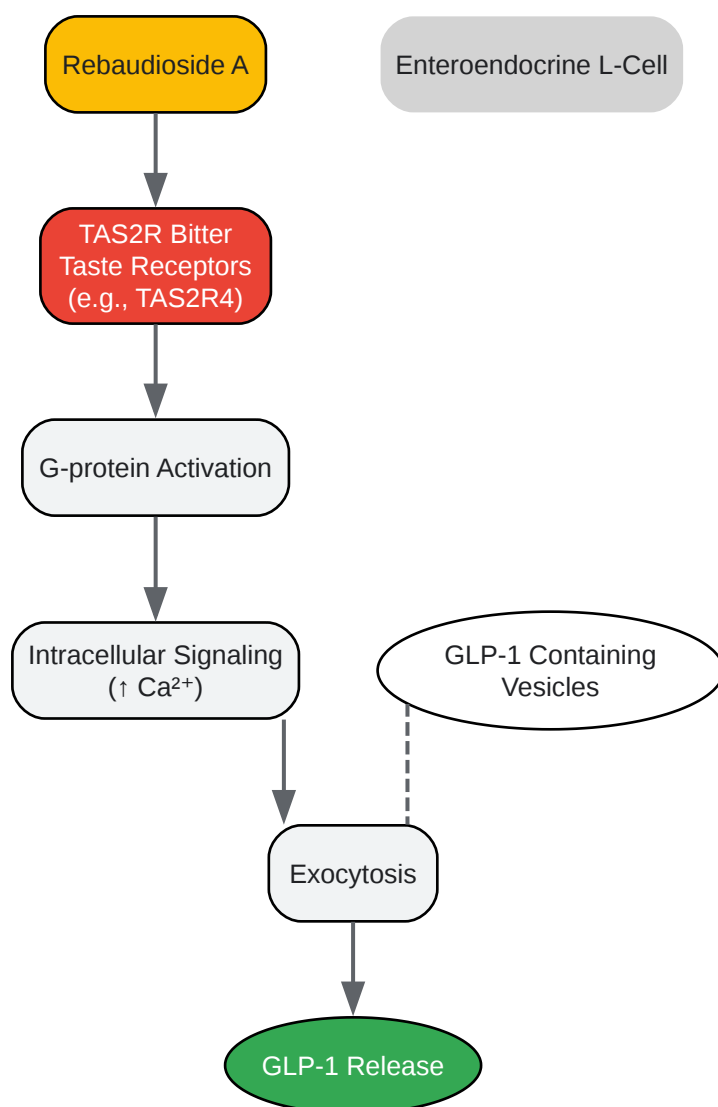 Rebaudioside A
Enteroendocrine L-Cell
TAS2R Bitter
Taste Receptors
(e.g., TAS2R4)
G-protein Activation
Intracellular Signaling
(↑ Ca²⁺)
GLP-1 Containing
Vesicles
Exocytosis
GLP-1 Release